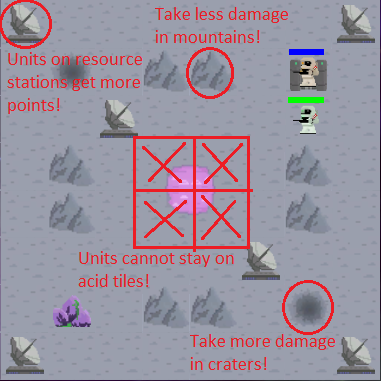 Take less damage
in mountains!
Units on resource
stations get more
points!
Units cannot stay on
acid tiles!
Take more damage
in craters!